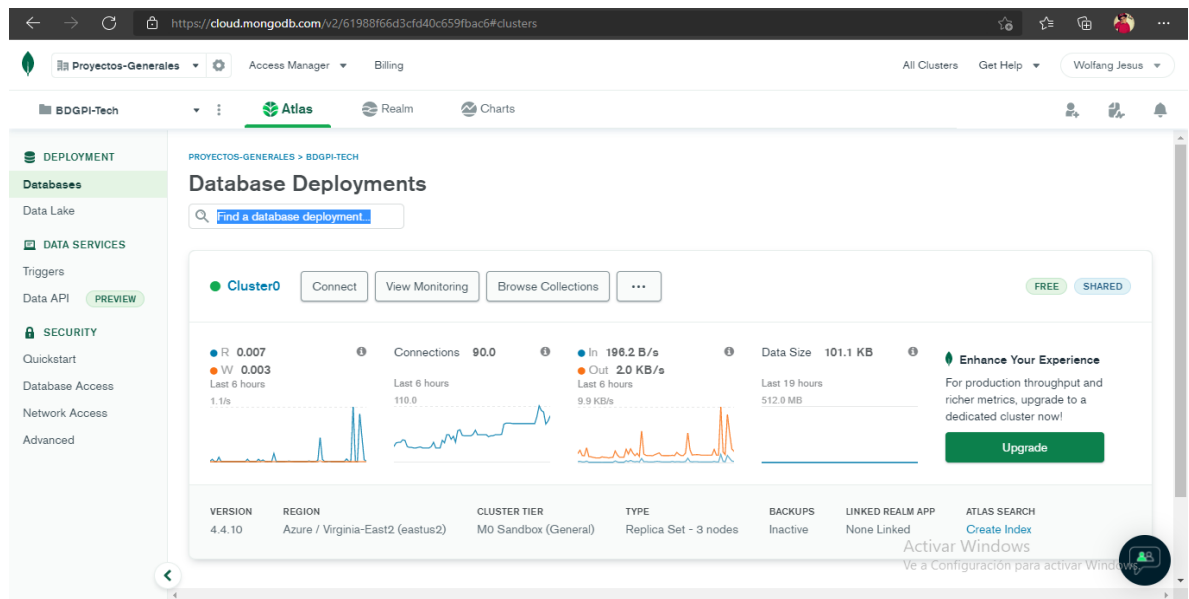 https://cloud.mongodb.com/v2/61988f66d3cfd40c659fbac6#clusters
Proyectos-Generales
Access Manager
Billing
All Clusters
Get Help
Wolfang Jesus
BDGPI-Tech
Atlas
Realm
Charts
DEPLOYMENT
Databases
Data Lake
DATA SERVICES
Triggers
Data API PREVIEW
SECURITY
Quickstart
Database Access
Network Access
Advanced
PROYECTOS-GENERALES > BDGPI-TECH
Database Deployments
Find a database deployment...
Cluster0
Connect
View Monitoring
Browse Collections
...
FREE
SHARED
R 0.007
W 0.003
Last 6 hours
1.1/s
Connections 90.0
Last 6 hours
110.0
In 196.2 B/s
Out 2.0 KB/s
Last 6 hours
9.9 KB/s
Data Size 101.1 KB
Last 19 hours
512.0 MB
Enhance Your Experience
For production throughput and
richer metrics, upgrade to a
dedicated cluster now!
Upgrade
VERSION
4.4.10
REGION
Azure / Virginia-East2 (eastus2)
CLUSTER TIER
M0 Sandbox (General)
TYPE
Replica Set - 3 nodes
BACKUPS
Inactive
LINKED REALM APP
None Linked
ATLAS SEARCH
Create Index
Activar Windows
Ve a Configuración para activar Windows.